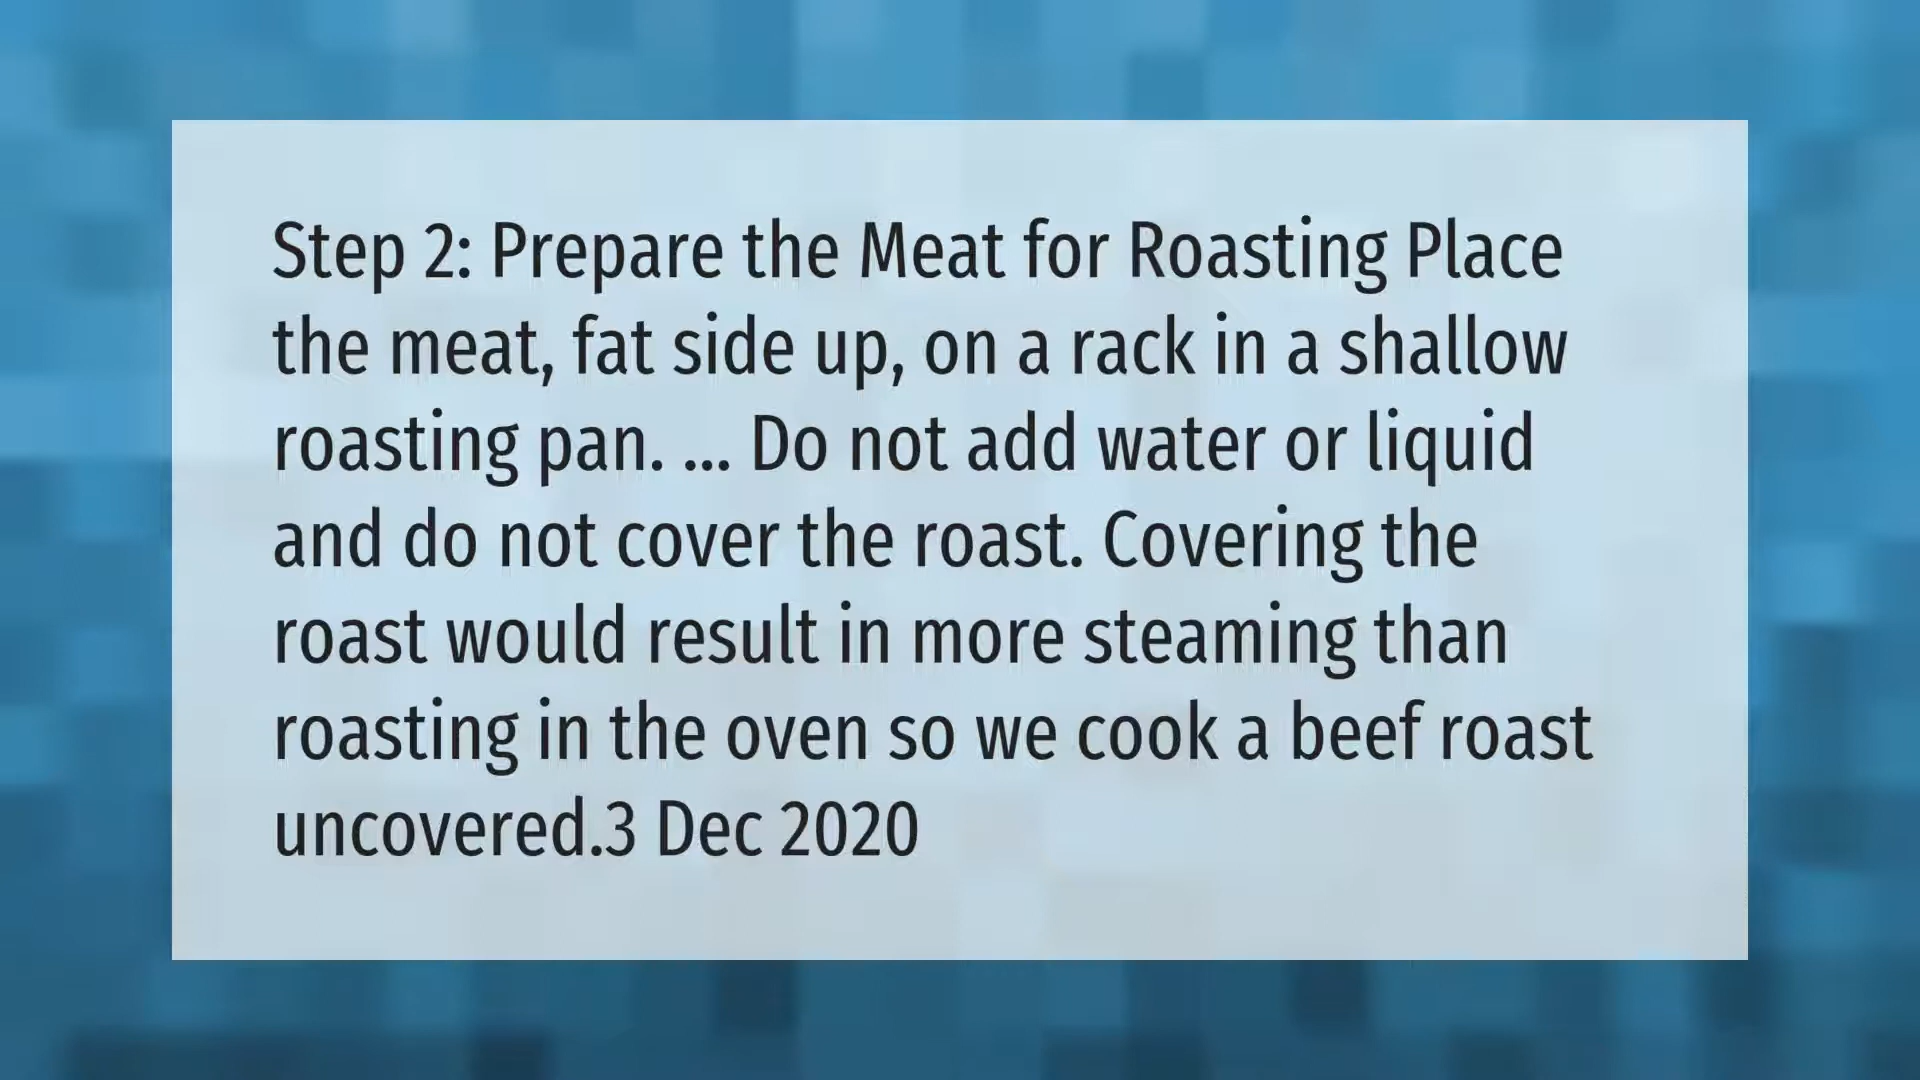 Step 2: Prepare the Meat for Roasting Place
the meat, fat side up, on a rack in a shallow
roasting pan. ... Do not add water or liquid
and do not cover the roast. Covering the
roast would result in more steaming than
roasting in the oven so we cook a beef roast
uncovered.3 Dec 2020